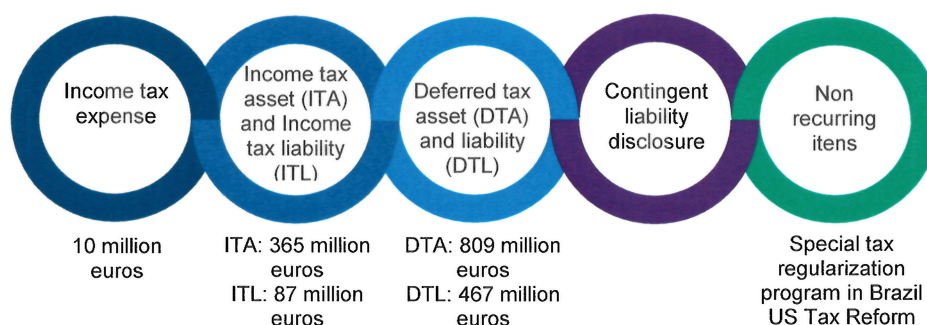 Income tax
expense
Income tax
asset (ITA)
and Income
tax liability
(ITL)
Deferred tax
asset (DTA)
and liability
(DTL)
Contingent
liability
disclosure
Non
recurring
itens
10 million
euros
ITA: 365 million
euros
ITL: 87 million
euros
DTA: 809 million
euros
DTL: 467 million
euros
Special tax
regularization
program in Brazil
US Tax Reform